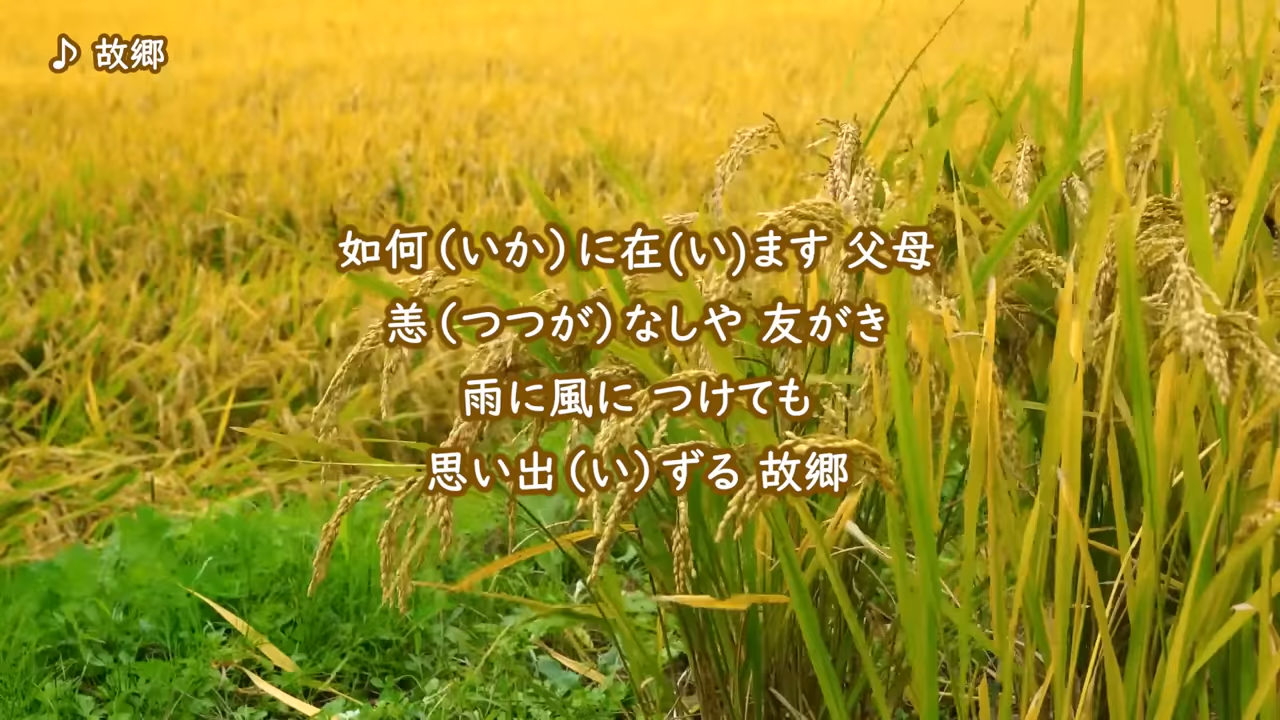 ♪ 故郷
如何（いか）に在(い)ます 父母
恙（つつが）なしや 友がき
雨に風に つけても
思い出（い）ずる 故郷